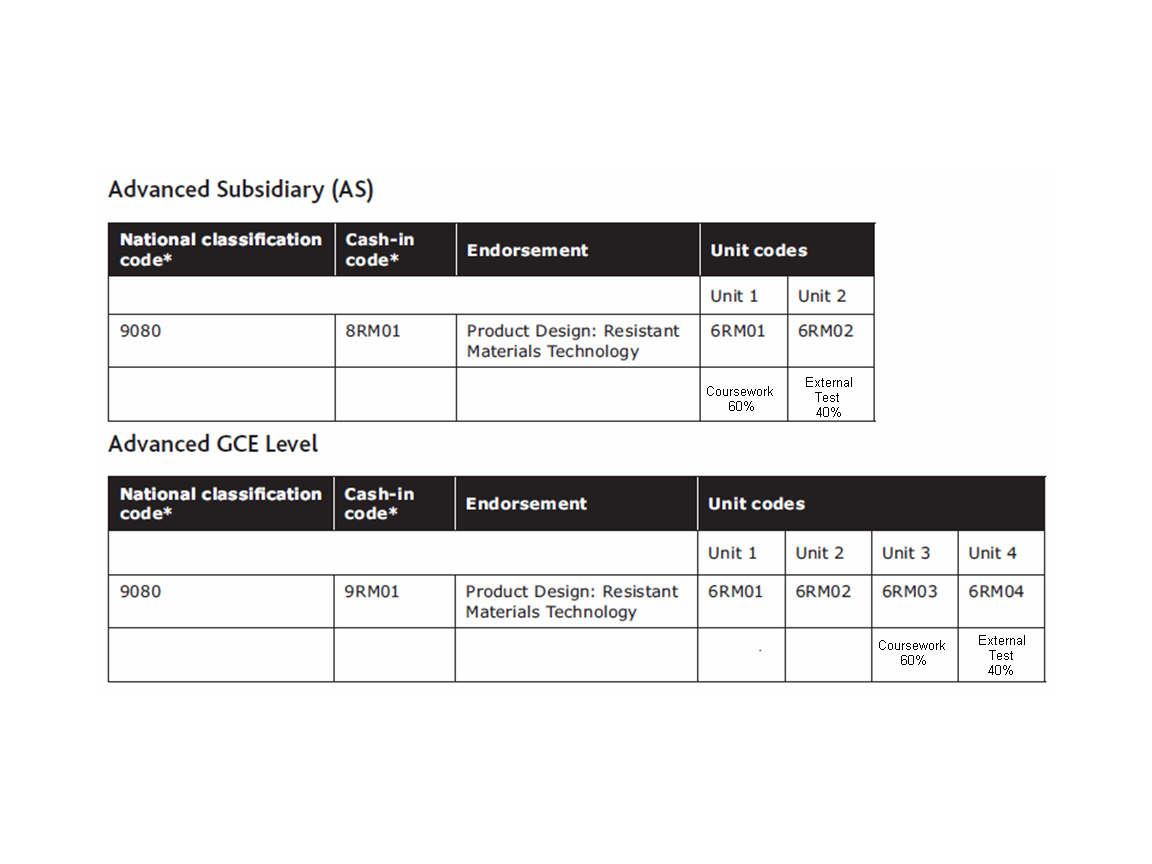 Advanced Subsidiary (AS)
National classification code* Cash-in code* Endorsement Unit codes
Unit 1 Unit 2
9080 8RM01 Product Design: Resistant Materials Technology 6RM01 6RM02
Coursework 60% External Test 40%
Advanced GCE Level
National classification code* Cash-in code* Endorsement Unit codes
Unit 1 Unit 2 Unit 3 Unit 4
9080 9RM01 Product Design: Resistant Materials Technology 6RM01 6RM02 6RM03 6RM04
Coursework 60% External Test 40%